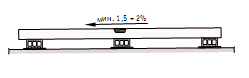 мин. 1,5 = 2%